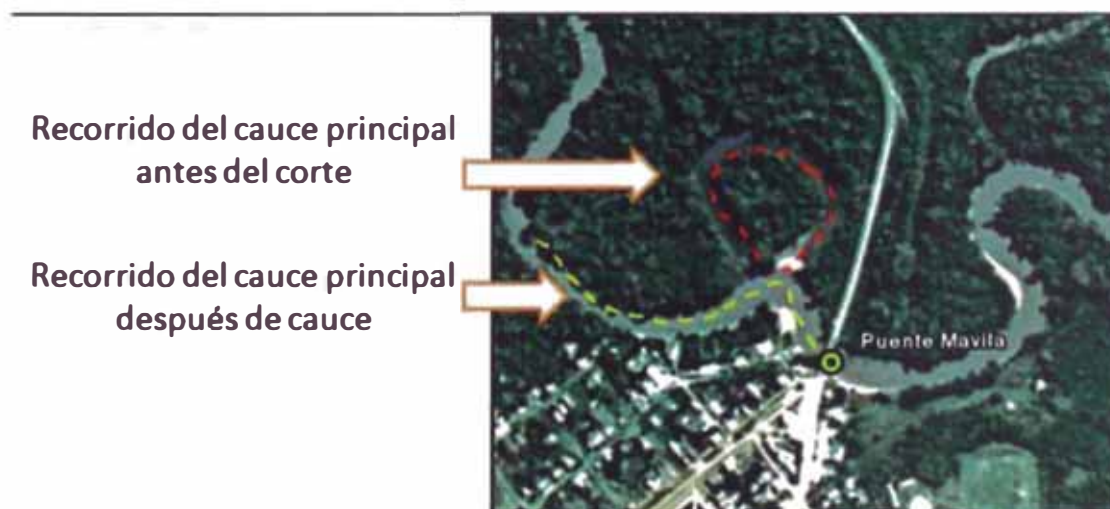 Recorrido del cauce principal
antes del corte
Recorrido del cauce principal
después de cauce
Puente Mavila